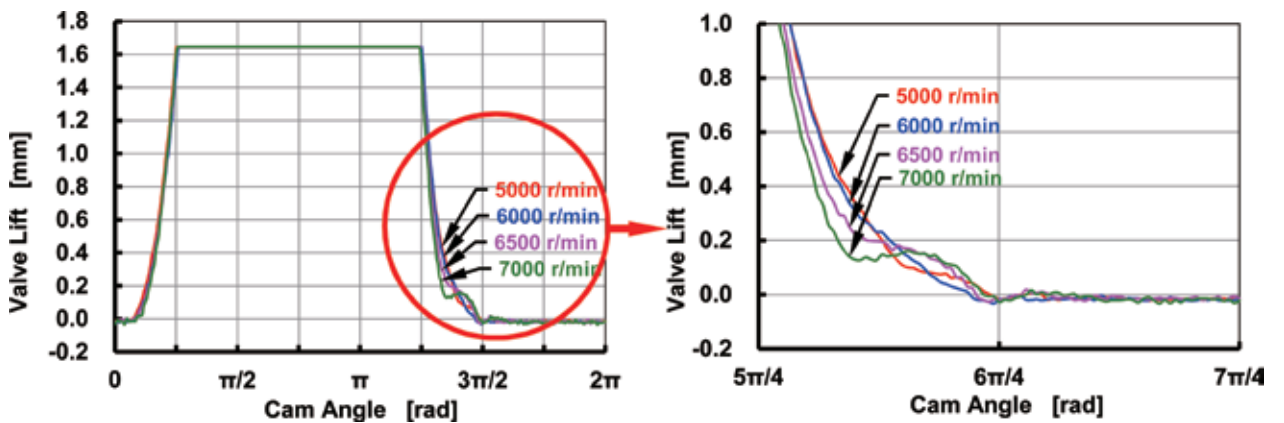 1.8
1.6
1.4
1.2
1.0
0.8
0.6
0.4
0.2
0.0
-0.2
Valve Lift [mm]
5000 r/min
6000 r/min
6500 r/min
7000 r/min
0
π/2
π
3π/2
2π
Cam Angle [rad]
1.0
0.8
0.6
0.4
0.2
0.0
-0.2
Valve Lift [mm]
5000 r/min
6000 r/min
6500 r/min
7000 r/min
5π/4
6π/4
7π/4
Cam Angle [rad]